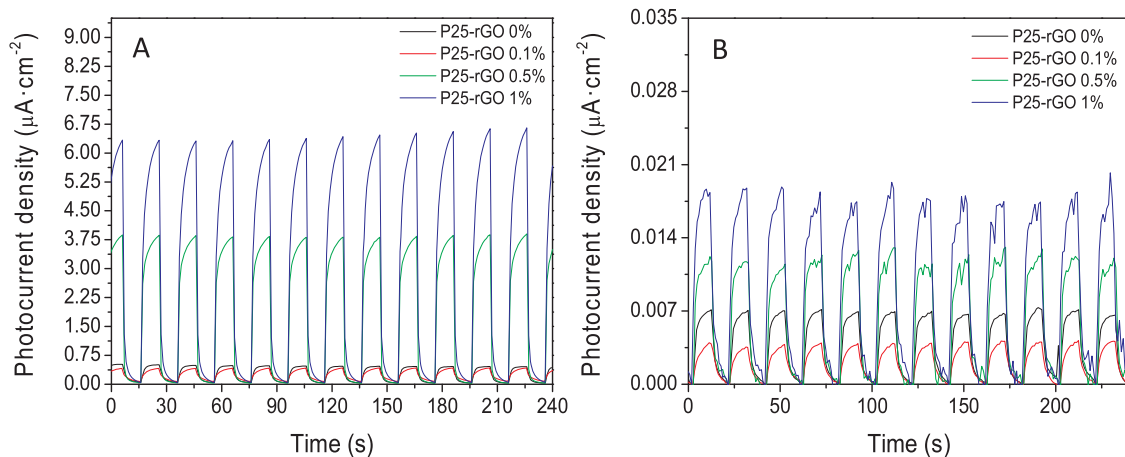 A
P25-rGO 0%
P25-rGO 0.1%
P25-rGO 0.5%
P25-rGO 1%
Photocurrent density (μA·cm⁻²)
9.00
8.25
7.50
6.75
6.00
5.25
4.50
3.75
3.00
2.25
1.50
0.75
0.00
0 30 60 90 120 150 180 210 240
Time (s)
B
P25-rGO 0%
P25-rGO 0.1%
P25-rGO 0.5%
P25-rGO 1%
Photocurrent density (μA·cm⁻²)
0.035
0.028
0.021
0.014
0.007
0.000
0 50 100 150 200
Time (s)